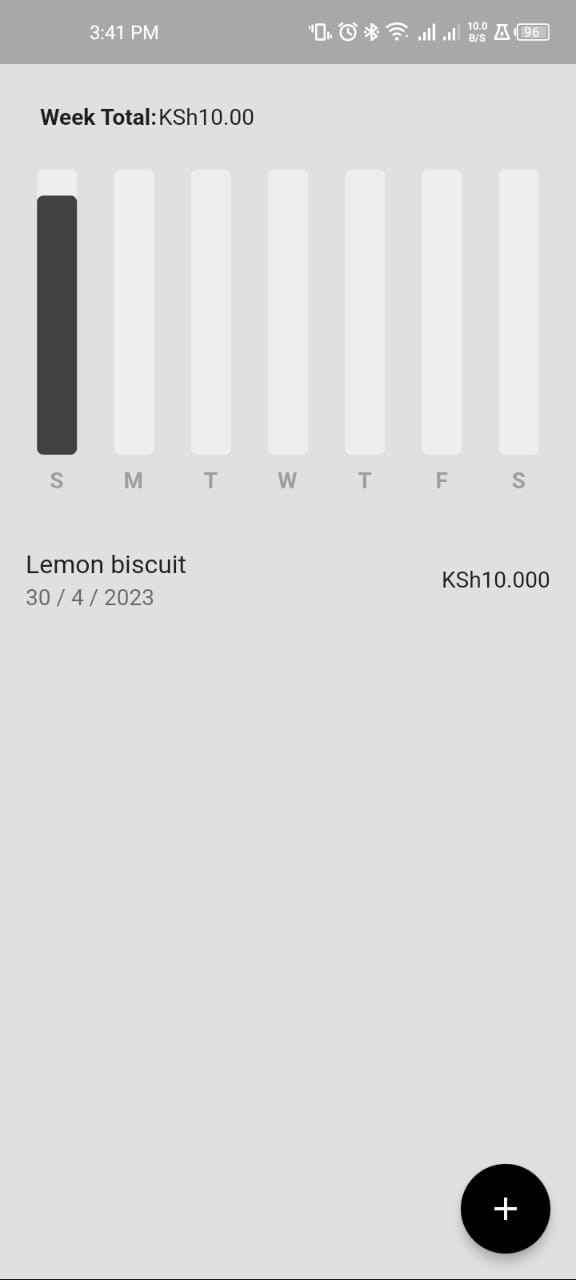 3:41 PM 10.0 B/S 96
Week Total:KSh10.00
S M T W T F S
Lemon biscuit
30 / 4 / 2023
KSh10.000
+